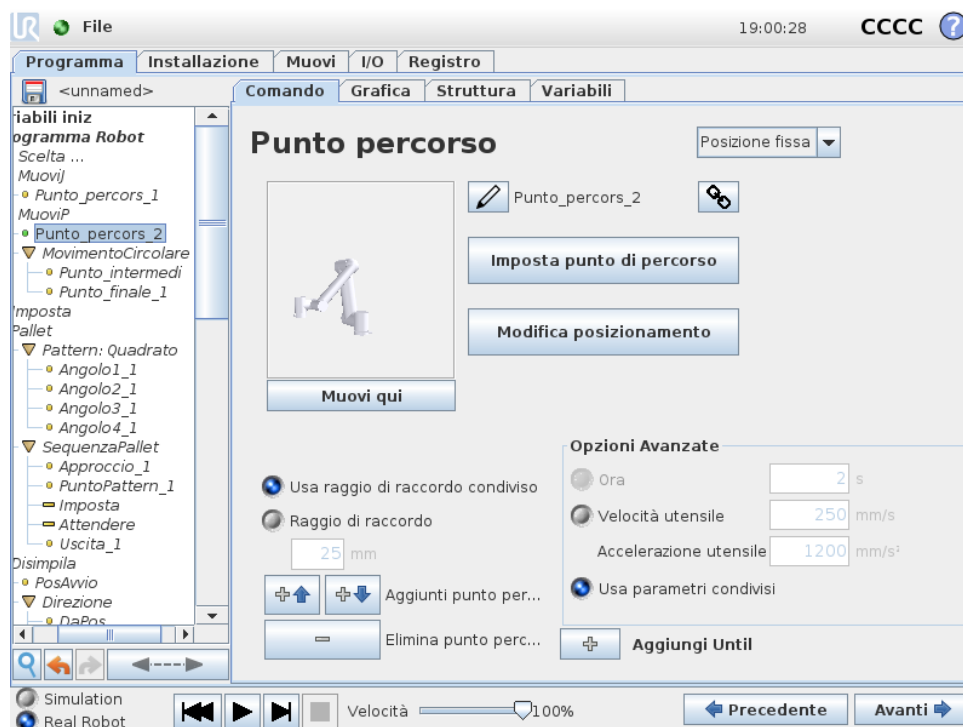 UR File 19:00:28 CCCC ?
Programma Installazione Muovi I/O Registro
<unnamed> Comando Grafica Struttura Variabili
riabili iniz
ogramma Robot
Scelta ...
MuoviJ
Punto_percors_1
MuoviP
Punto_percors_2
MovimentoCircolare
Punto_intermedi
Punto_finale_1
Imposta
Pallet
Pattern: Quadrato
Angolo1_1
Angolo2_1
Angolo3_1
Angolo4_1
SequenzaPallet
Approccio_1
PuntoPattern_1
Imposta
Attendere
Uscita_1
Disimpila
PosAvvio
Direzione
DaPos
Punto percorso
Posizione fissa
Punto_percors_2
Imposta punto di percorso
Modifica posizionamento
Muovi qui
Usa raggio di raccordo condiviso
Raggio di raccordo
25 mm
Aggiunti punto per...
Elimina punto perc...
Opzioni Avanzate
Ora 2 s
Velocità utensile 250 mm/s
Accelerazione utensile 1200 mm/s²
Usa parametri condivisi
Aggiungi Until
Simulation
Real Robot
Velocità 100%
Precedente
Avanti